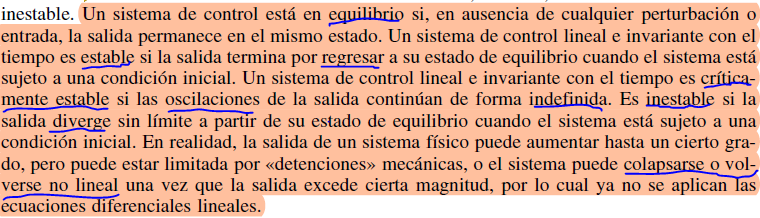 inestable. Un sistema de control está en equilibrio si, en ausencia de cualquier perturbación o
entrada, la salida permanece en el mismo estado. Un sistema de control lineal e invariante con el
tiempo es estable si la salida termina por regresar a su estado de equilibrio cuando el sistema está
sujeto a una condición inicial. Un sistema de control lineal e invariante con el tiempo es crítica-
mente estable si las oscilaciones de la salida continúan de forma indefinida. Es inestable si la
salida diverge sin límite a partir de su estado de equilibrio cuando el sistema está sujeto a una
condición inicial. En realidad, la salida de un sistema físico puede aumentar hasta un cierto gra-
do, pero puede estar limitada por «detenciones» mecánicas, o el sistema puede colapsarse o vol-
verse no lineal una vez que la salida excede cierta magnitud, por lo cual ya no se aplican las
ecuaciones diferenciales lineales.